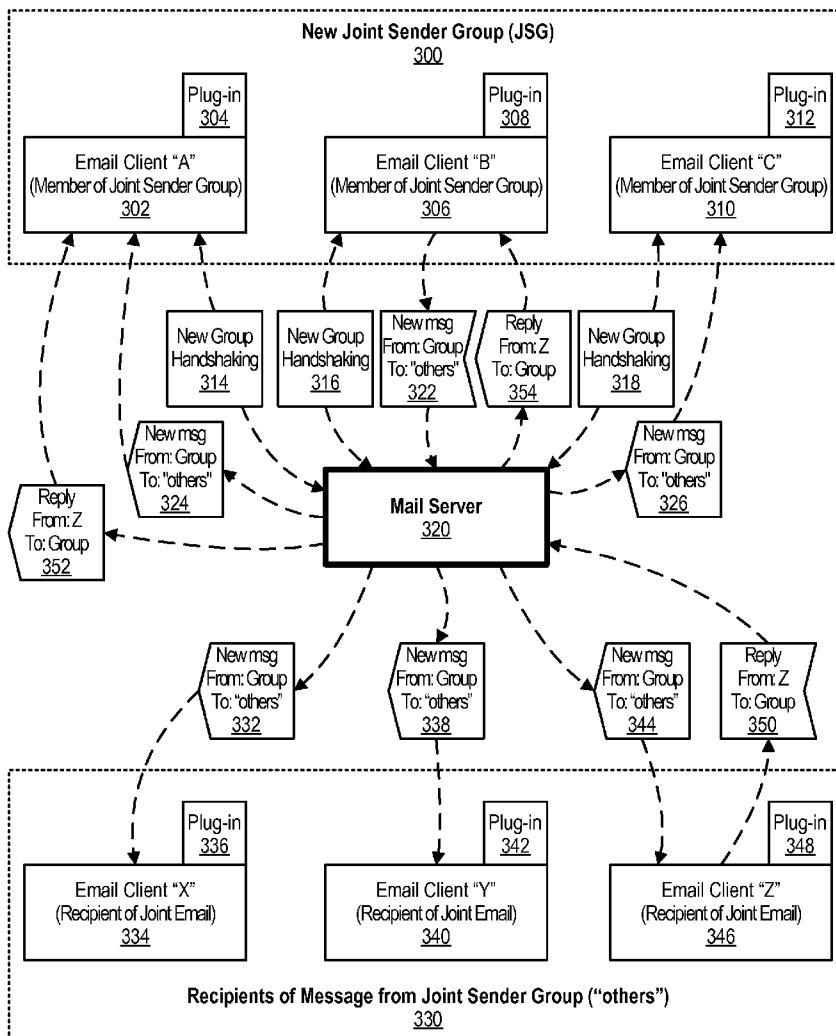 New Joint Sender Group (JSG)
300
Plug-in
304
Email Client "A"
(Member of Joint Sender Group)
302
Plug-in
308
Email Client "B"
(Member of Joint Sender Group)
306
Plug-in
312
Email Client "C"
(Member of Joint Sender Group)
310
New Group
Handshaking
314
New Group
Handshaking
316
New msg
From: Group
To: "others"
322
Reply
From: Z
To: Group
354
New Group
Handshaking
318
New msg
From: Group
To: "others"
324
New msg
From: Group
To: "others"
326
Reply
From: Z
To: Group
352
Mail Server
320
New msg
From: Group
To: "others"
332
New msg
From: Group
To: "others"
338
New msg
From: Group
To: "others"
344
Reply
From: Z
To: Group
350
Plug-in
336
Email Client "X"
(Recipient of Joint Email)
334
Plug-in
342
Email Client "Y"
(Recipient of Joint Email)
340
Plug-in
348
Email Client "Z"
(Recipient of Joint Email)
346
Recipients of Message from Joint Sender Group ("others")
330